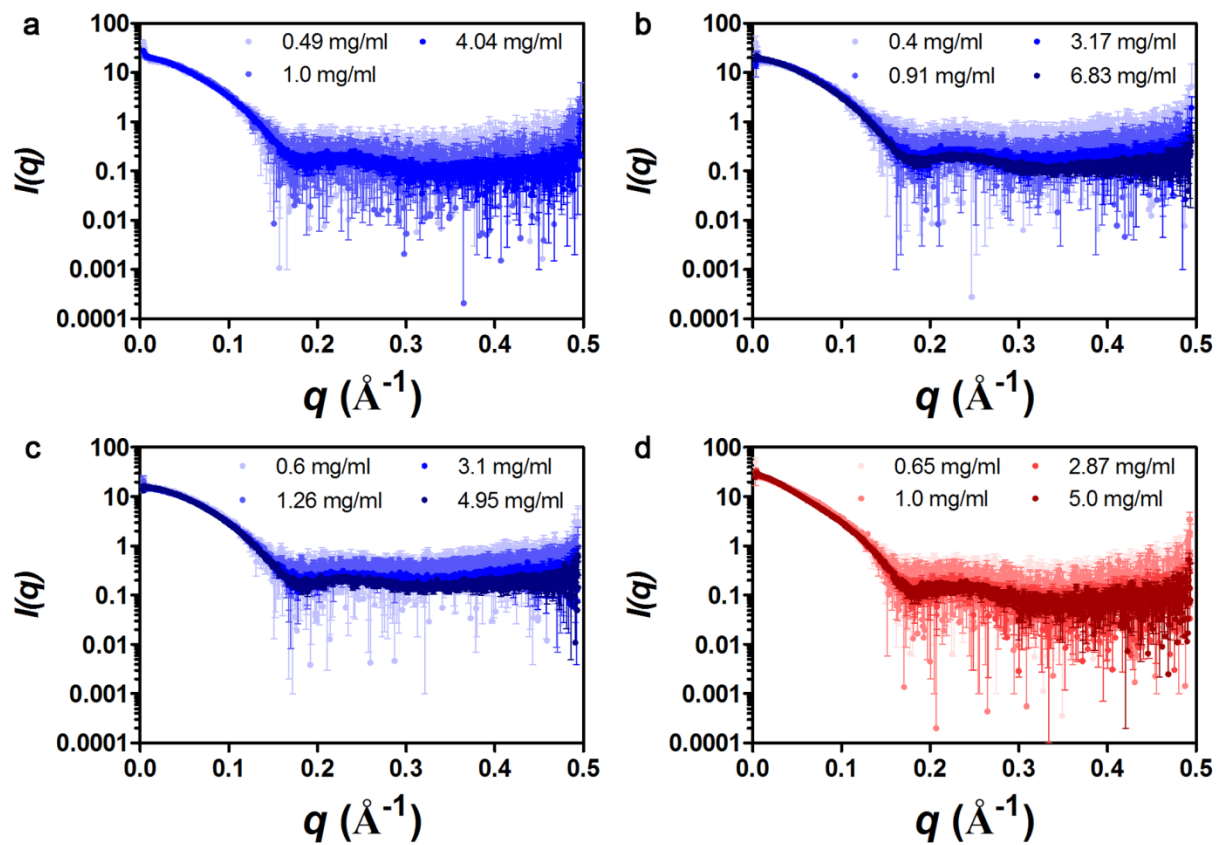 a
0.49 mg/ml 4.04 mg/ml
1.0 mg/ml
I(q)
100
10
1
0.1
0.01
0.001
0.0001
0.0 0.1 0.2 0.3 0.4 0.5
q (Å-1)
b
0.4 mg/ml 3.17 mg/ml
0.91 mg/ml 6.83 mg/ml
I(q)
100
10
1
0.1
0.01
0.001
0.0001
0.0 0.1 0.2 0.3 0.4 0.5
q (Å-1)
c
0.6 mg/ml 3.1 mg/ml
1.26 mg/ml 4.95 mg/ml
I(q)
100
10
1
0.1
0.01
0.001
0.0001
0.0 0.1 0.2 0.3 0.4 0.5
q (Å-1)
d
0.65 mg/ml 2.87 mg/ml
1.0 mg/ml 5.0 mg/ml
I(q)
100
10
1
0.1
0.01
0.001
0.0001
0.0 0.1 0.2 0.3 0.4 0.5
q (Å-1)